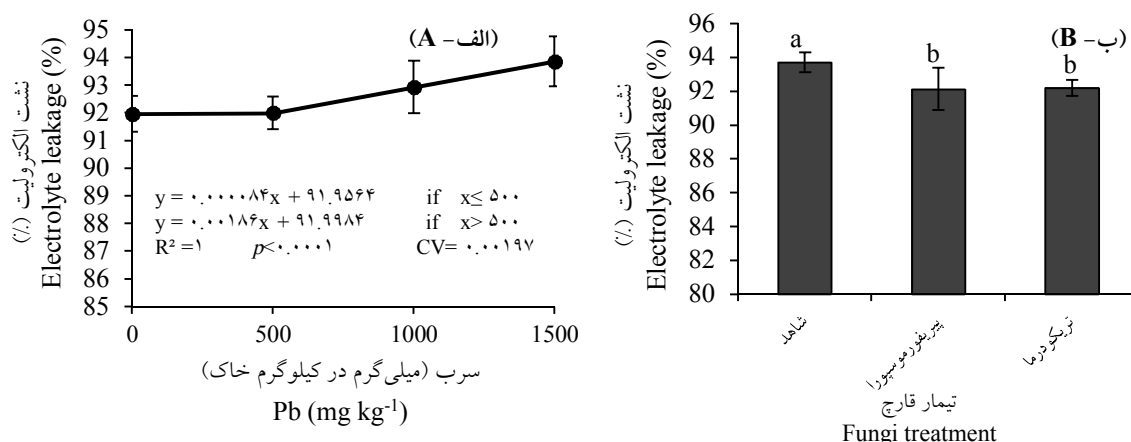 (الف- A)
نشت الکترولیت (٪)
Electrolyte leakage (%)
95
94
93
92
91
90
89
88
87
86
85
y = ۰.۰۰۰۰۸۴x + ۹۱.۹۵۶۴ if x≤ ۵۰۰
y = ۰.۰۰۱۸۶x + ۹۱.۹۹۸۴ if x> ۵۰۰
R² =۱ p<۰.۰۰۰۱ CV= ۰.۰۰۱۹۷
0 500 1000 1500
سرب (میلی‌گرم در کیلوگرم خاک)
Pb (mg kg-1)
(ب- B)
نشت الکترولیت (٪)
Electrolyte leakage (%)
96
94
92
90
88
86
84
82
80
a b b
شاهد پیریفورموسپورا تریکودرما
تیمار قارچ
Fungi treatment